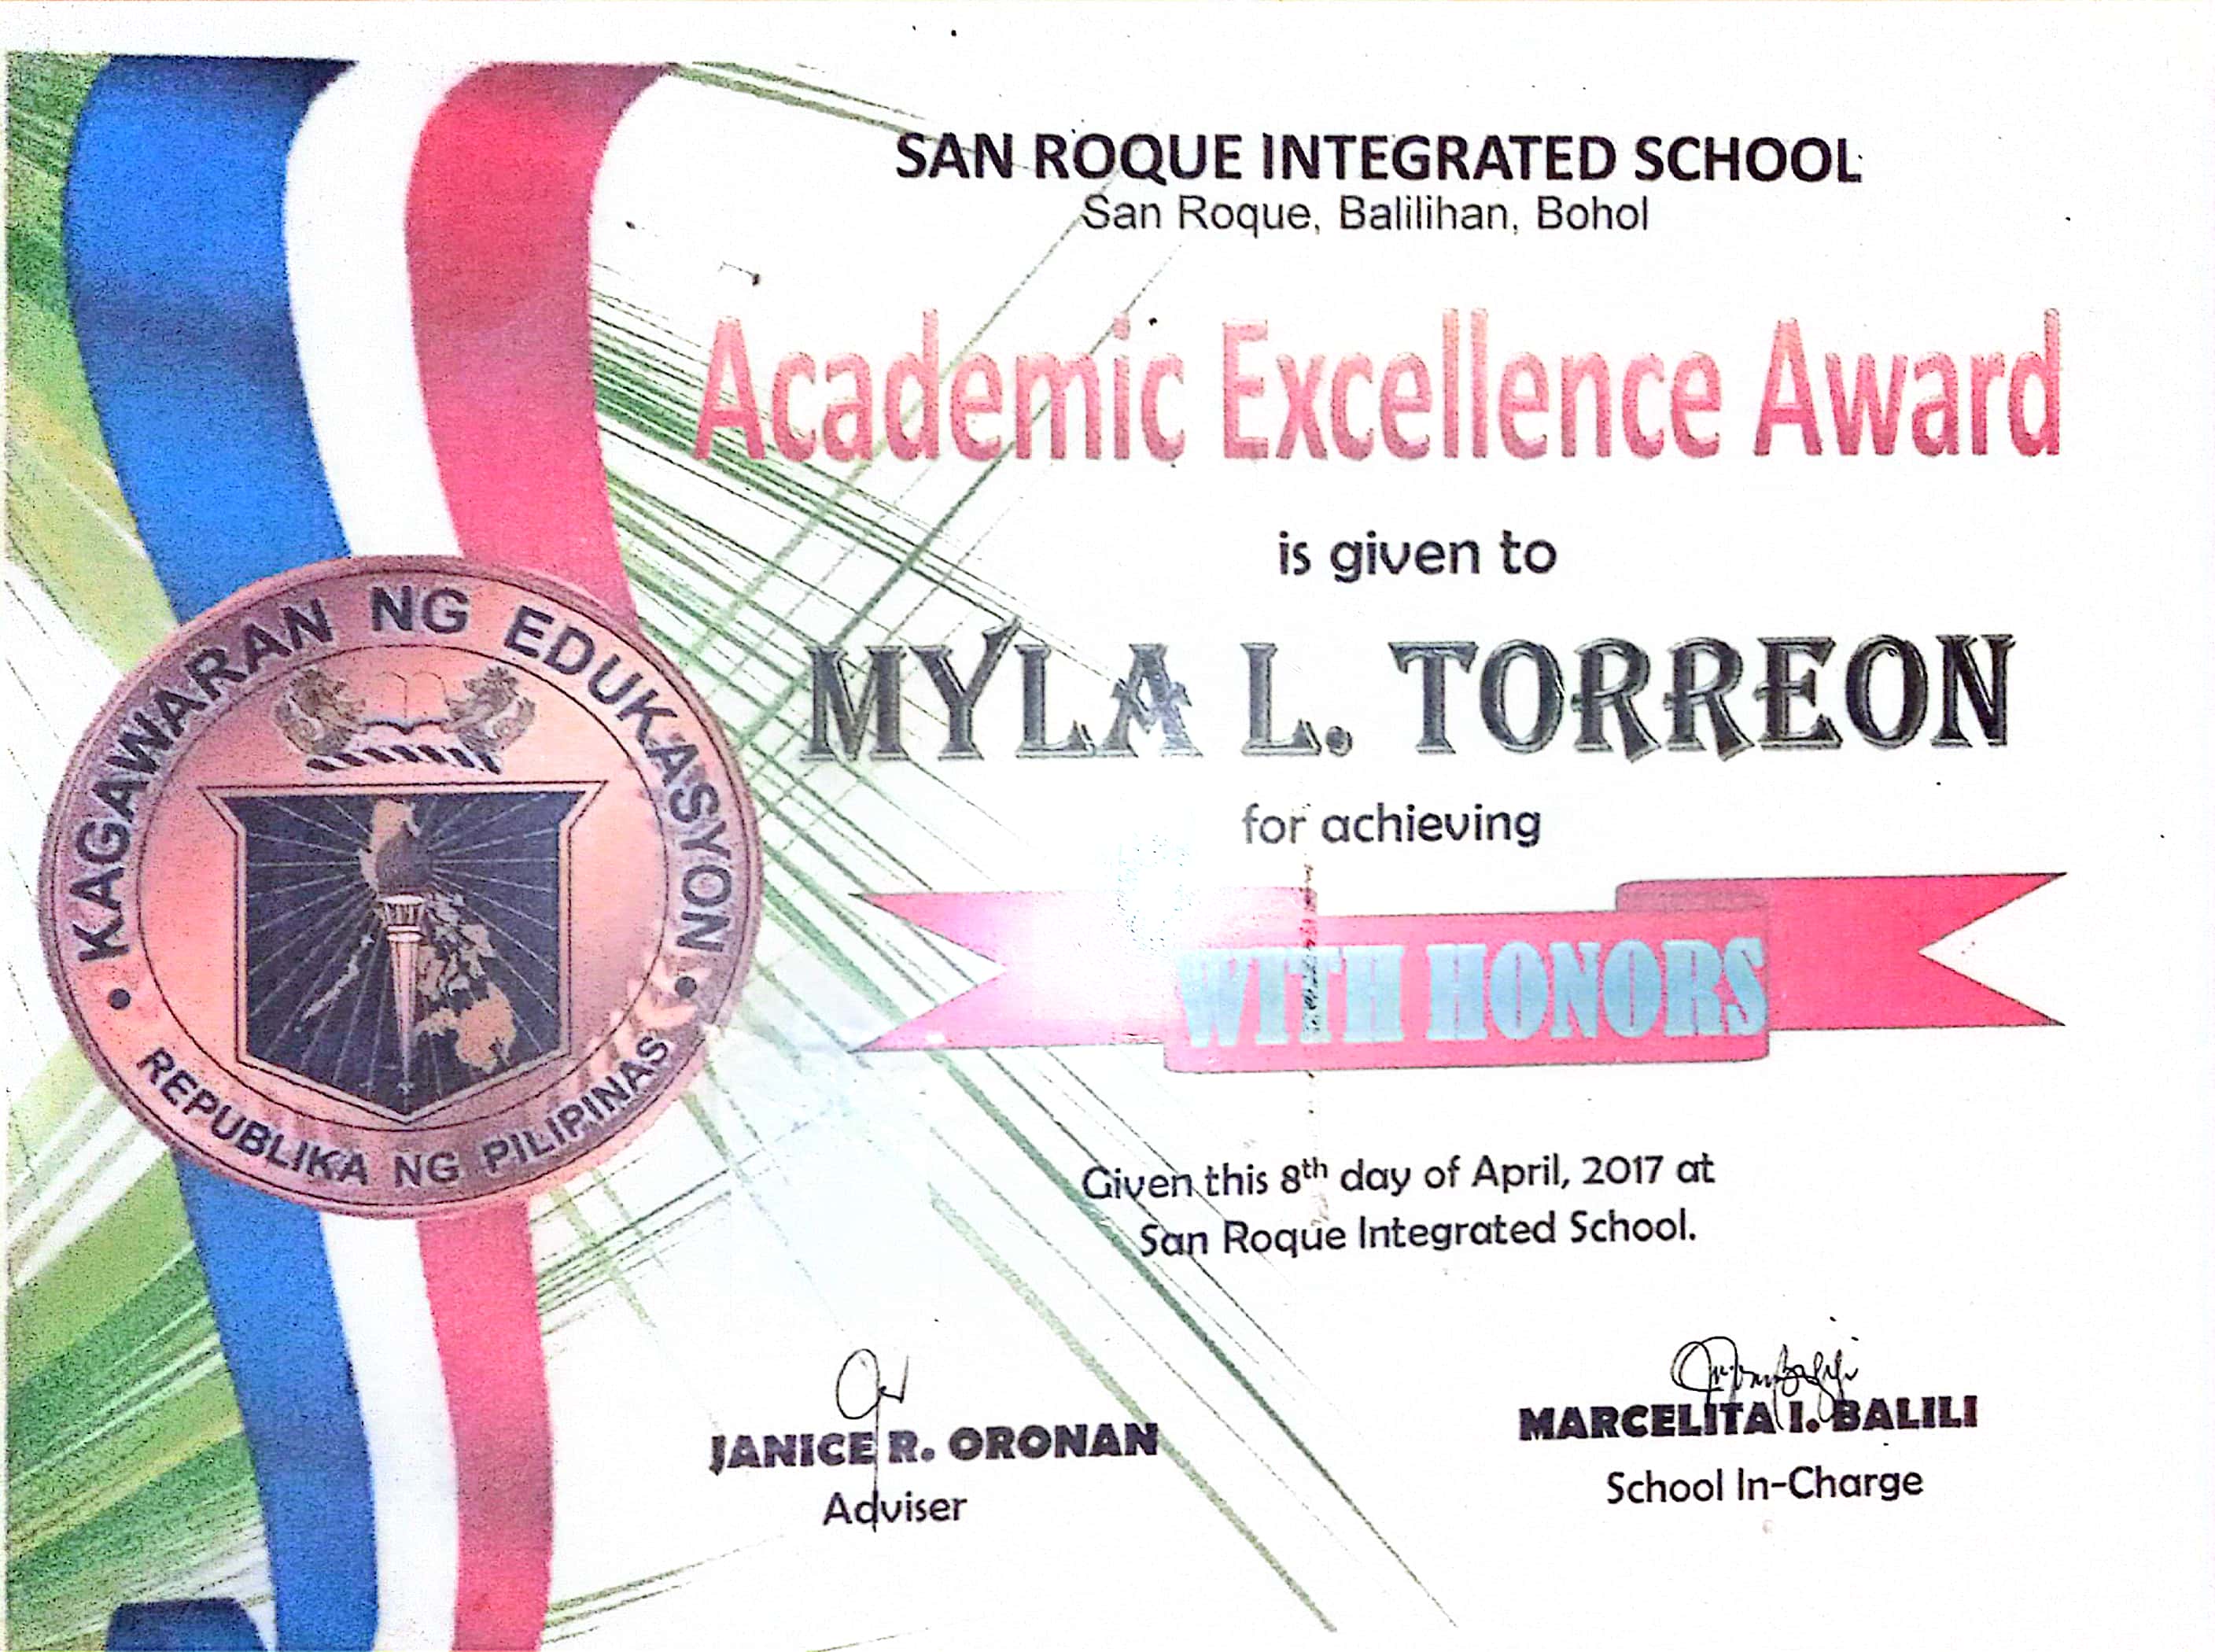 SAN ROQUE INTEGRATED SCHOOL
San Roque, Balilihan, Bohol
Academic Excellence Award
is given to
MYLA L. TORREON
for achieving
WITH HONORS
Given this 8th day of April, 2017 at
San Roque Integrated School.
JANICE R. ORONAN
Adviser
MARCELITA I. BALILI
School In-Charge
KAGAWARAN NG EDUKASYON
REPUBLIKA NG PILIPINAS